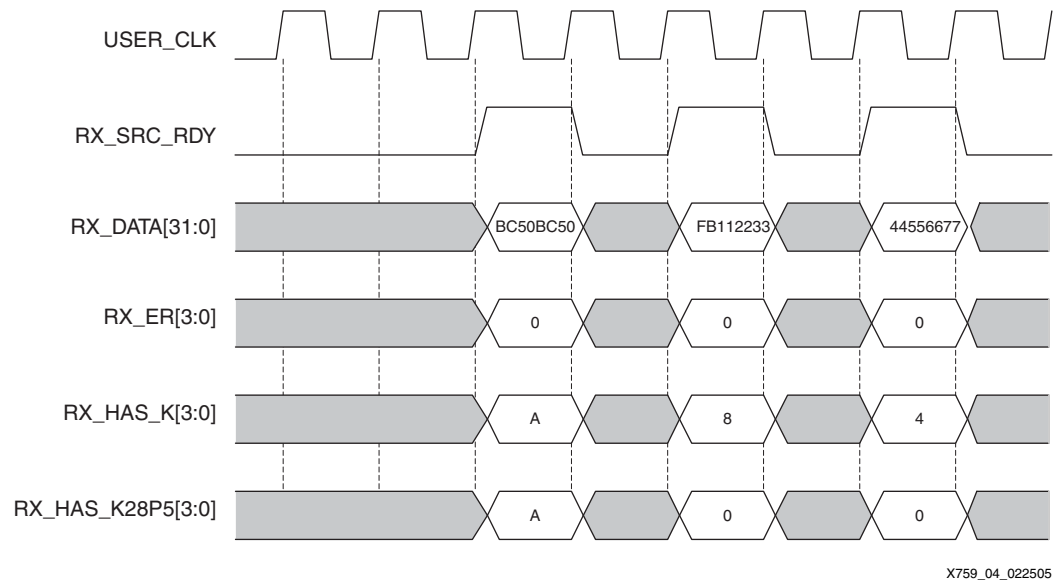 USER_CLK
RX_SRC_RDY
RX_DATA[31:0] BC50BC50 FB112233 44556677
RX_ER[3:0] 0 0 0
RX_HAS_K[3:0] A 8 4
RX_HAS_K28P5[3:0] A 0 0
X759_04_022505